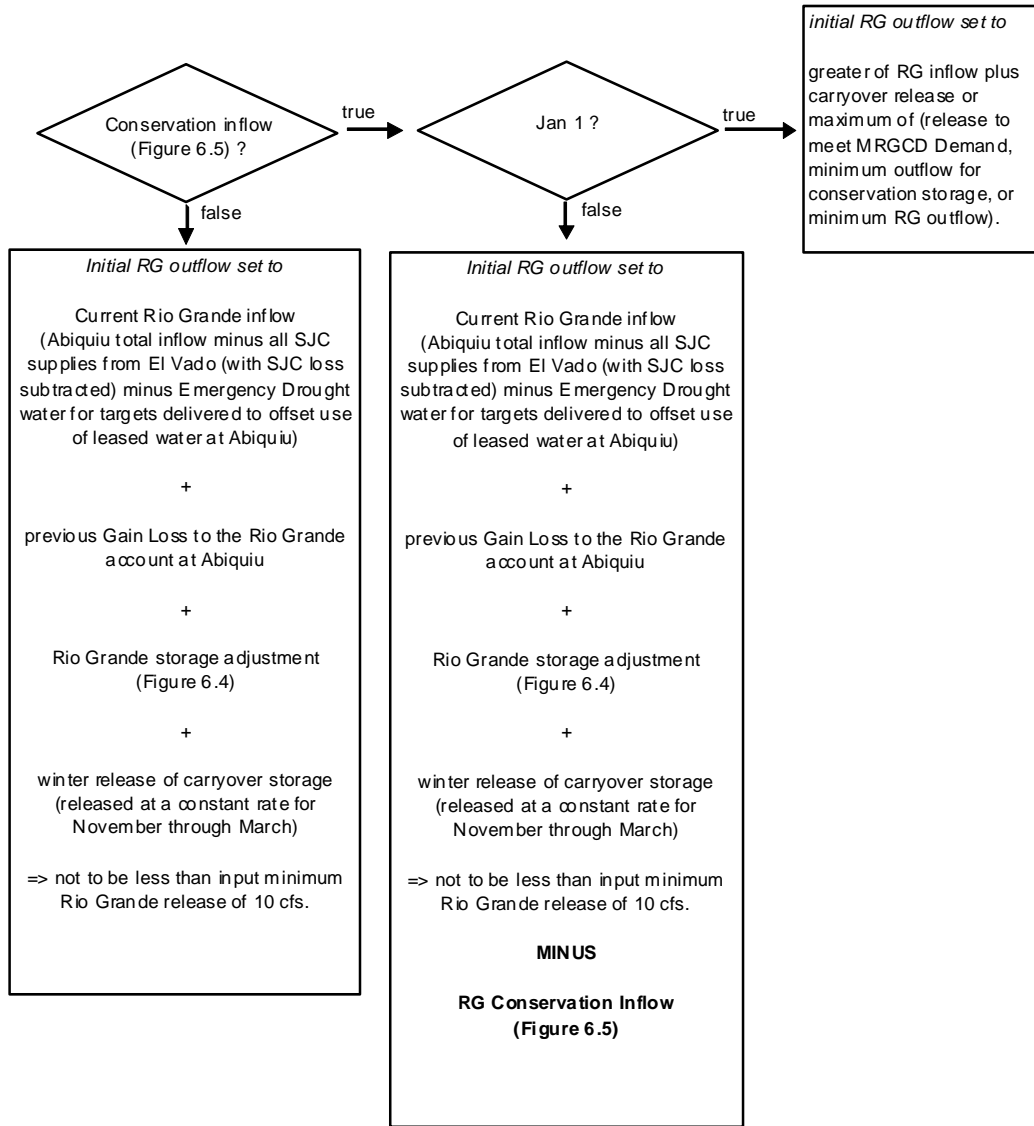 Conservation inflow
(Figure 6.5) ?
true
false
Jan 1 ?
true
false
initial RG outflow set to
greater of RG inflow plus
carryover release or
maximum of (release to
meet MRGCD Demand,
minimum outflow for
conservation storage, or
minimum RG outflow).
Initial RG outflow set to
Current Rio Grande inflow
(Abiquiu total inflow minus all SJC
supplies from El Vado (with SJC loss
subtracted) minus Emergency Drought
water for targets delivered to offset use
of leased water at Abiquiu)
+
previous Gain Loss to the Rio Grande
account at Abiquiu
+
Rio Grande storage adjustment
(Figure 6.4)
+
winter release of carryover storage
(released at a constant rate for
November through March)
=> not to be less than input minimum
Rio Grande release of 10 cfs.
Initial RG outflow set to
Current Rio Grande inflow
(Abiquiu total inflow minus all SJC
supplies from El Vado (with SJC loss
subtracted) minus Emergency Drought
water for targets delivered to offset use
of leased water at Abiquiu)
+
previous Gain Loss to the Rio Grande
account at Abiquiu
+
Rio Grande storage adjustment
(Figure 6.4)
+
winter release of carryover storage
(released at a constant rate for
November through March)
=> not to be less than input minimum
Rio Grande release of 10 cfs.
MINUS
RG Conservation Inflow
(Figure 6.5)